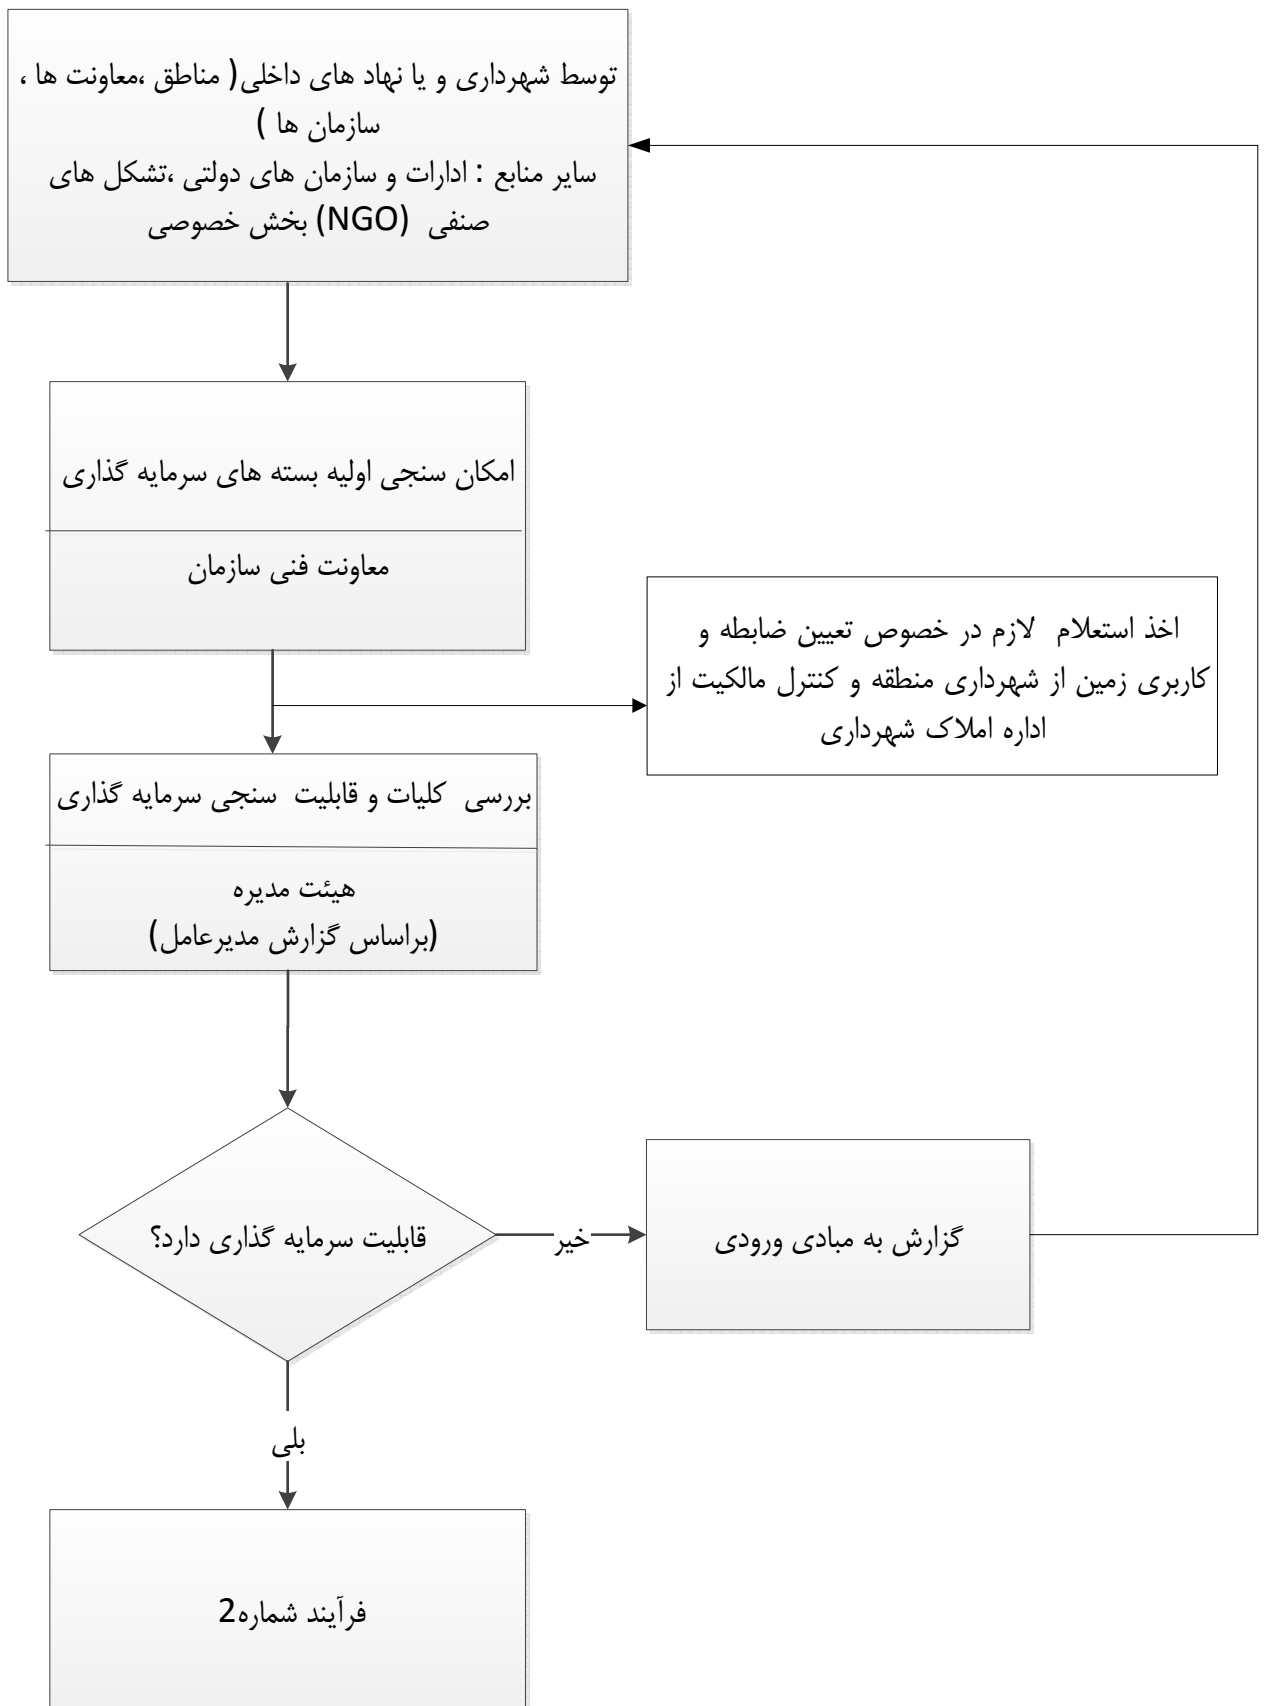 توسط شهرداری و یا نهاد های داخلی( مناطق ،معاونت ها ،
سازمان ها )
سایر منابع : ادارات و سازمان های دولتی ،تشکل های
صنفی (NGO) بخش خصوصی
امکان سنجی اولیه بسته های سرمایه گذاری
معاونت فنی سازمان
اخذ استعلام لازم در خصوص تعیین ضابطه و
کاربری زمین از شهرداری منطقه و کنترل مالکیت از
اداره املاک شهرداری
بررسی کلیات و قابلیت سنجی سرمایه گذاری
هیئت مدیره
(براساس گزارش مدیرعامل)
قابلیت سرمایه گذاری دارد؟
خیر
گزارش به مبادی ورودی
بلی
فرآیند شماره2